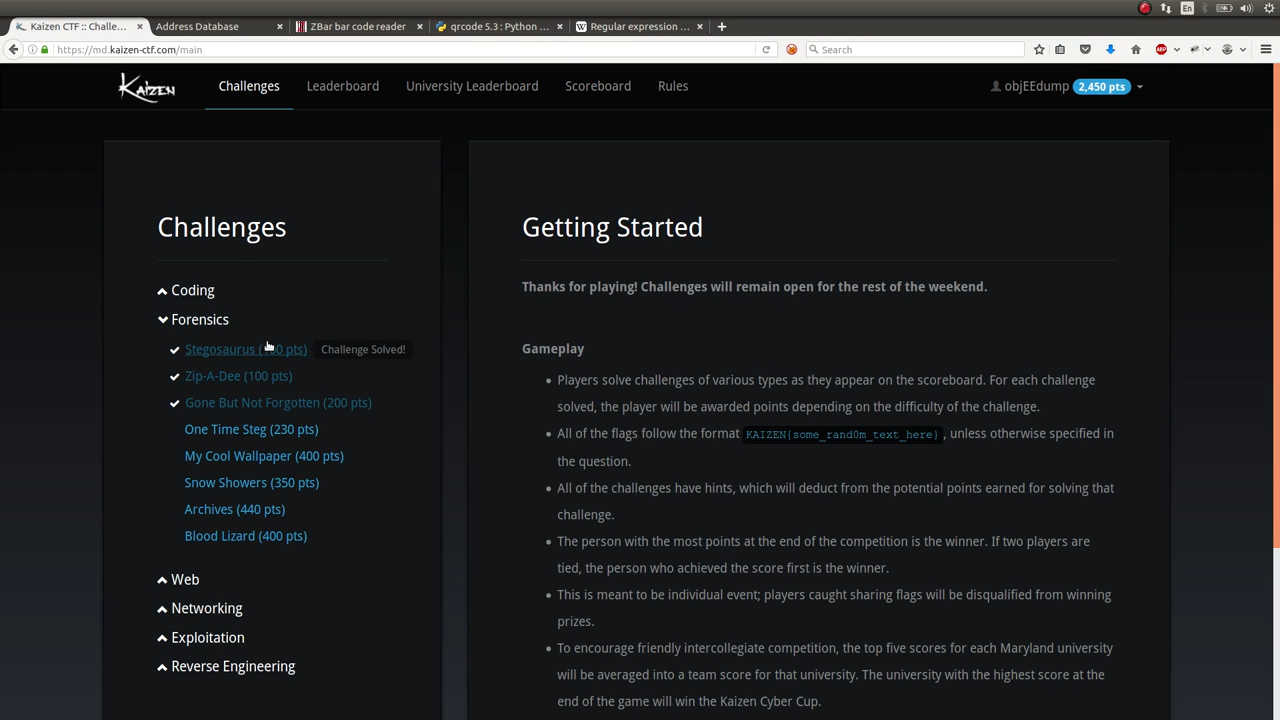 Kaizen CTF :: Challe...
Address Database
ZBar bar code reader
qrcode 5.3 : Python ...
Regular expression ...
En
https://md.kaizen-ctf.com/main
Search
ABP
KAIZEN
Challenges
Leaderboard
University Leaderboard
Scoreboard
Rules
objEEdump
2,450 pts
Challenges
Coding
Forensics
Stegosaurus ( pts)
Challenge Solved!
Zip-A-Dee (100 pts)
Gone But Not Forgotten (200 pts)
One Time Steg (230 pts)
My Cool Wallpaper (400 pts)
Snow Showers (350 pts)
Archives (440 pts)
Blood Lizard (400 pts)
Web
Networking
Exploitation
Reverse Engineering
Getting Started
Thanks for playing! Challenges will remain open for the rest of the weekend.
Gameplay
• Players solve challenges of various types as they appear on the scoreboard. For each challenge
solved, the player will be awarded points depending on the difficulty of the challenge.
• All of the flags follow the format KAIZEN{some_rand0m_text_here}, unless otherwise specified in
the question.
• All of the challenges have hints, which will deduct from the potential points earned for solving that
challenge.
• The person with the most points at the end of the competition is the winner. If two players are
tied, the person who achieved the score first is the winner.
• This is meant to be individual event; players caught sharing flags will be disqualified from winning
prizes.
• To encourage friendly intercollegiate competition, the top five scores for each Maryland university
will be averaged into a team score for that university. The university with the highest score at the
end of the game will win the Kaizen Cyber Cup.